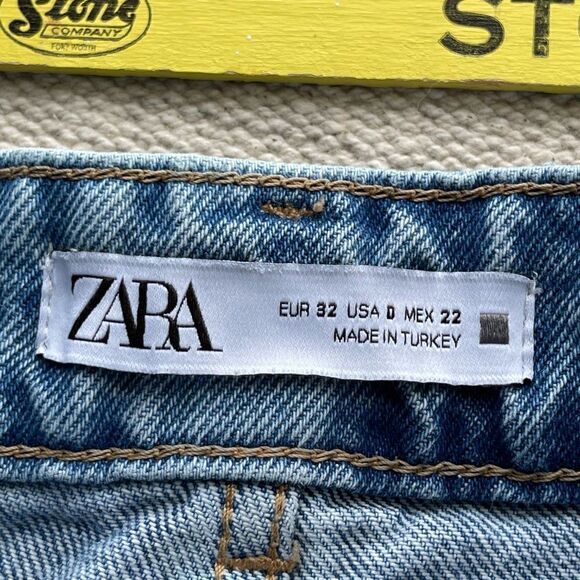 Stone
COMPANY
FORT WORTH
ST
ZARA
EUR 32 USA 0 MEX 22
MADE IN TURKEY